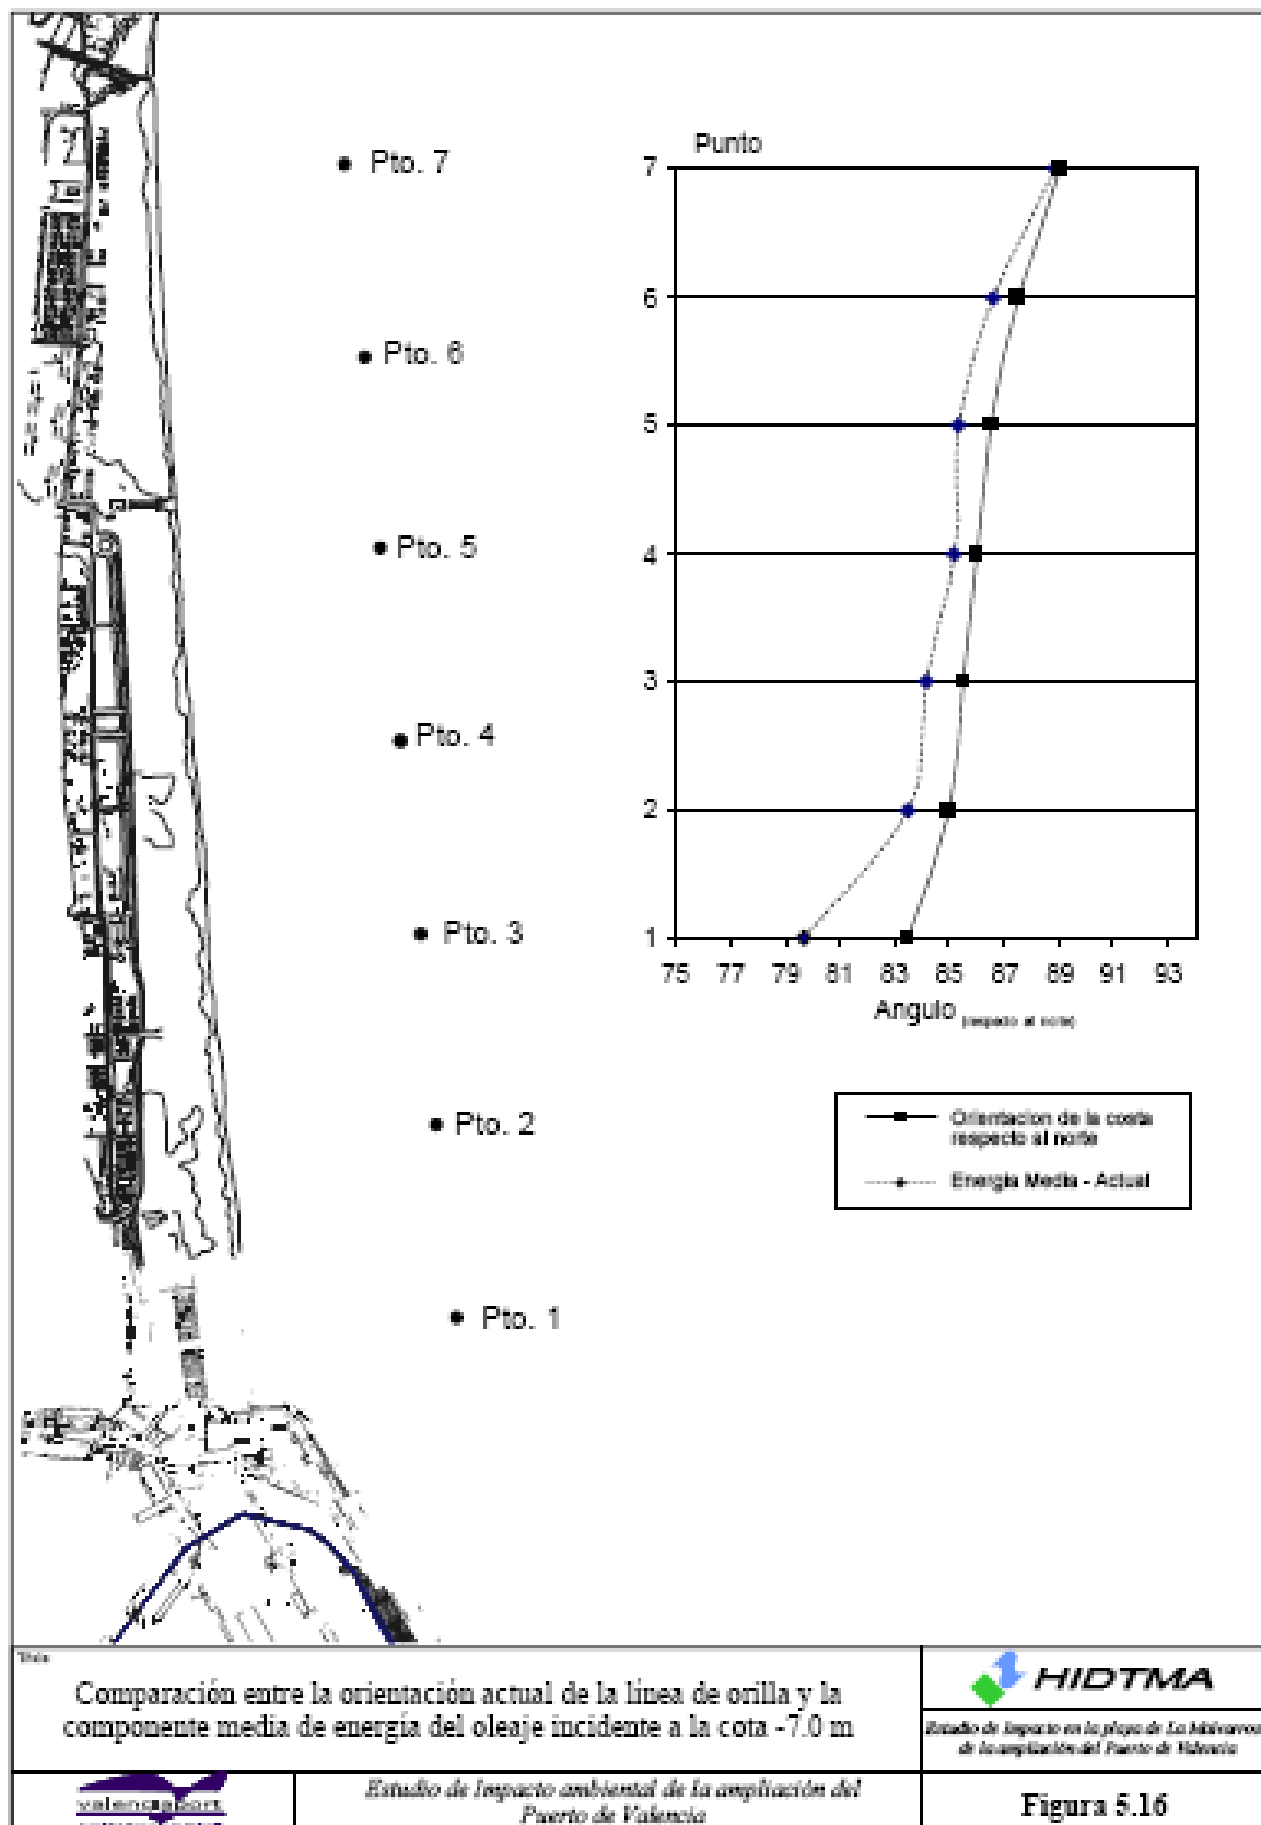 Pto. 7
Pto. 6
Pto. 5
Pto. 4
Pto. 3
Pto. 2
Pto. 1
Punto
7
6
5
4
3
2
1
75 77 79 81 83 85 87 89 91 93
Angulo (respecto al norte)
Orientacion de la costa
respecto al norte
Energia Media - Actual
Comparación entre la orientación actual de la línea de orilla y la
componente media de energía del oleaje incidente a la cota -7.0 m
HIDTMA
Estudio de Impacto en la playa de La Malvarrosa
de la ampliación del Puerto de Valencia
valenciaport
Estudio de Impacto ambiental de la ampliación del
Puerto de Valencia
Figura 5.16